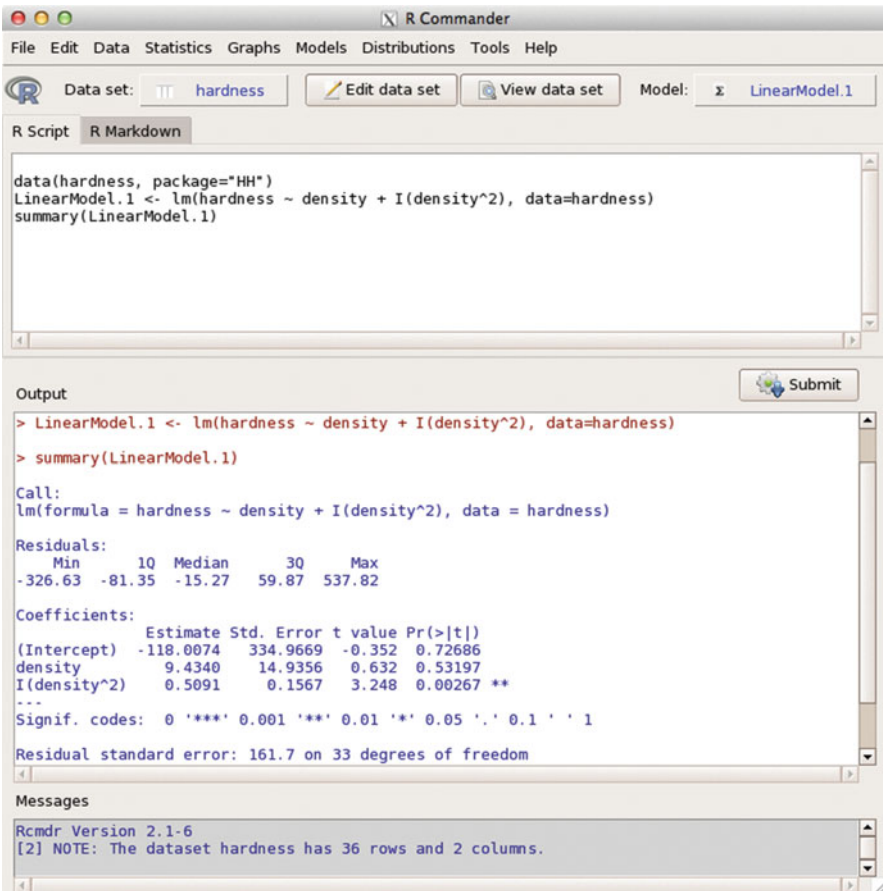 X R Commander
File Edit Data Statistics Graphs Models Distributions Tools Help
R Data set: hardness Edit data set View data set Model: Σ LinearModel.1
R Script R Markdown
data(hardness, package="HH")
LinearModel.1 <- lm(hardness ~ density + I(density^2), data=hardness)
summary(LinearModel.1)
Submit
Output
> LinearModel.1 <- lm(hardness ~ density + I(density^2), data=hardness)
> summary(LinearModel.1)
Call:
lm(formula = hardness ~ density + I(density^2), data = hardness)
Residuals:
Min 1Q Median 3Q Max
-326.63 -81.35 -15.27 59.87 537.82
Coefficients:
Estimate Std. Error t value Pr(>|t|)
(Intercept) -118.0074 334.9669 -0.352 0.72686
density 9.4340 14.9356 0.632 0.53197
I(density^2) 0.5091 0.1567 3.248 0.00267 **
---
Signif. codes: 0 '***' 0.001 '**' 0.01 '*' 0.05 '.' 0.1 ' ' 1
Residual standard error: 161.7 on 33 degrees of freedom
Messages
Rcmdr Version 2.1-6
[2] NOTE: The dataset hardness has 36 rows and 2 columns.